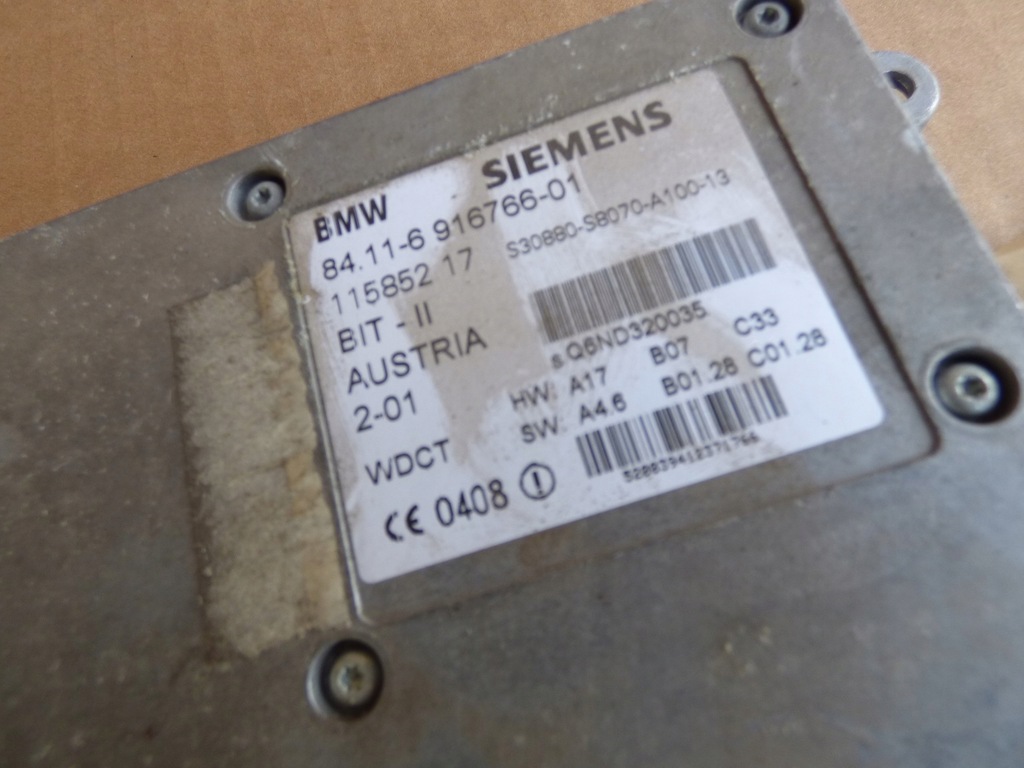 BMW SIEMENS
84.11-6 916766-01
115852 17 S30880-S8070-A100-13
BIT - II
AUSTRIA s Q6ND320035
2-01 HW: A17 B07 C33
WDCT SW: A4.6 B01.28 C01.28
CE 0408
520839412371766